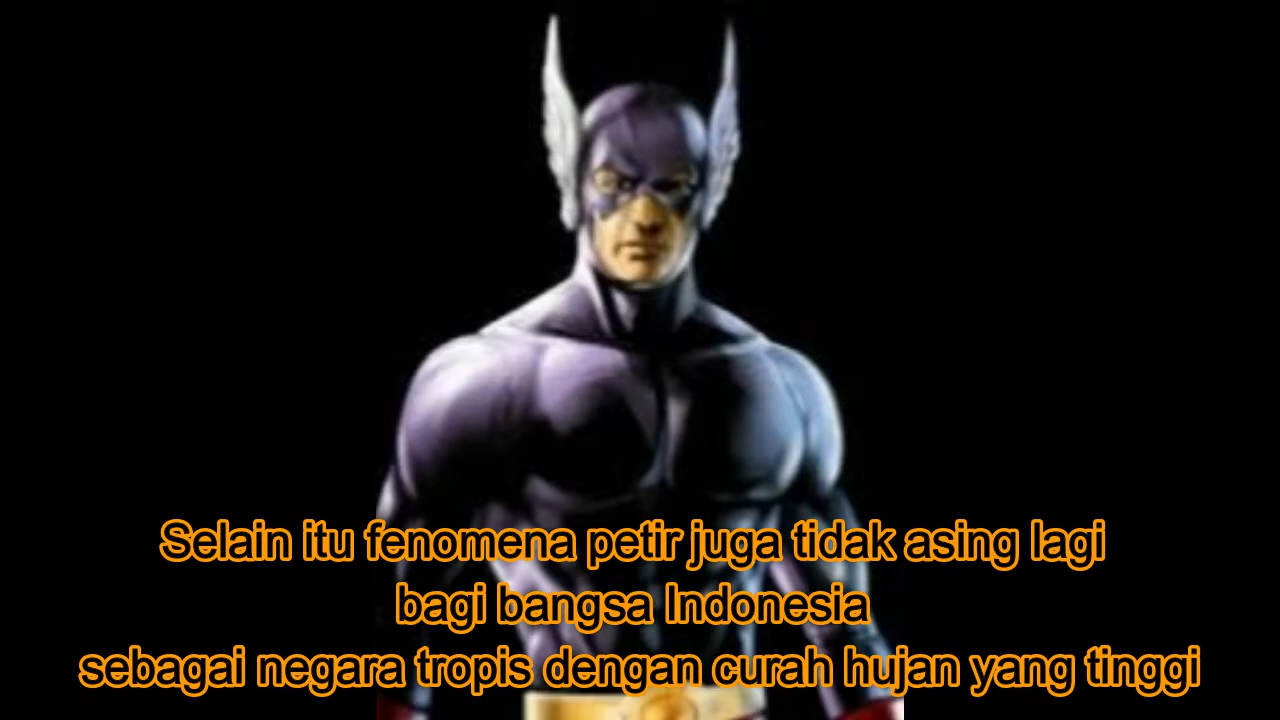 Selain itu fenomena petir juga tidak asing lagi
bagi bangsa Indonesia
sebagai negara tropis dengan curah hujan yang tinggi